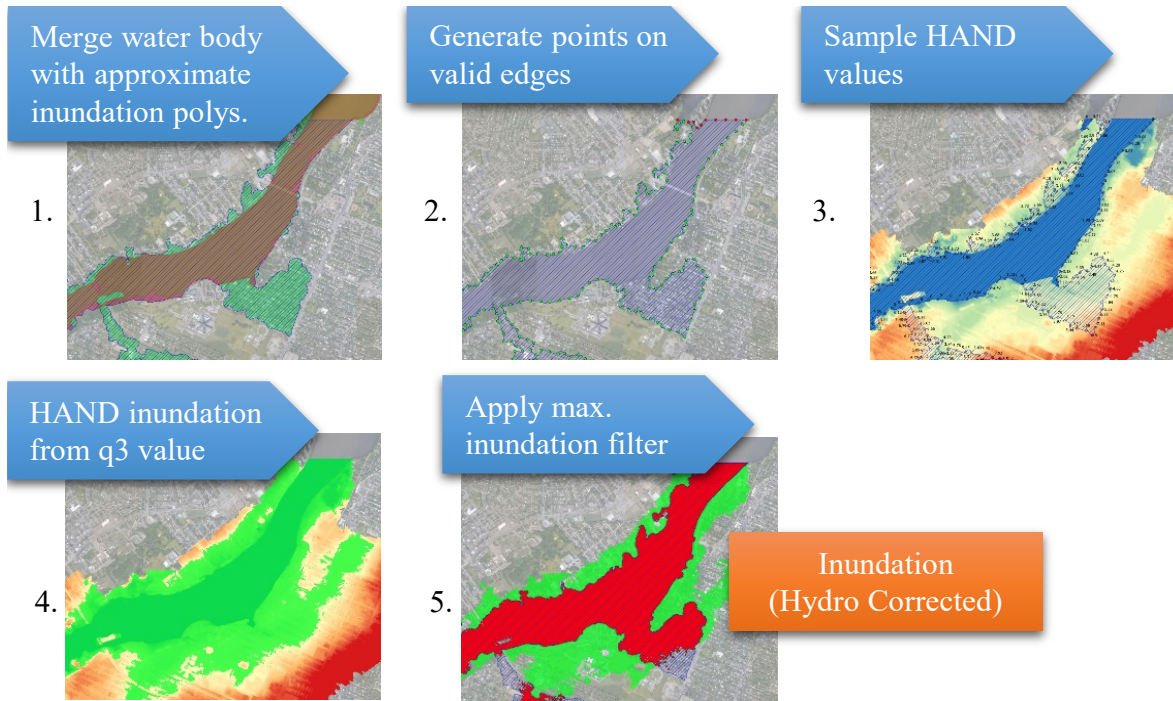 Merge water body
with approximate
inundation polys.
Generate points on
valid edges
Sample HAND
values
1.
2.
3.
HAND inundation
from q3 value
Apply max.
inundation filter
4.
5.
Inundation
(Hydro Corrected)